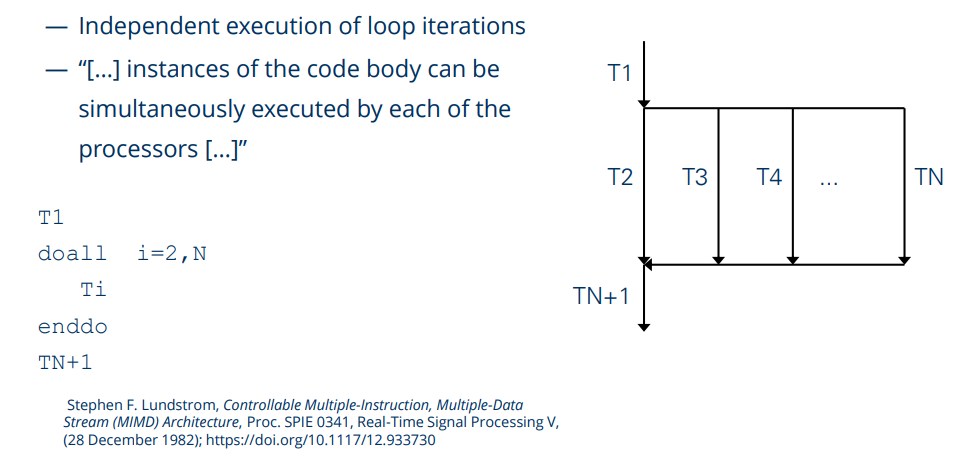 — Independent execution of loop iterations
— “[…] instances of the code body can be
simultaneously executed by each of the
processors […]”
T1
doall i=2,N
Ti
enddo
TN+1
T1
T2
T3
T4
...
TN
TN+1
Stephen F. Lundstrom, Controllable Multiple-Instruction, Multiple-Data
Stream (MIMD) Architecture, Proc. SPIE 0341, Real-Time Signal Processing V,
(28 December 1982); https://doi.org/10.1117/12.933730